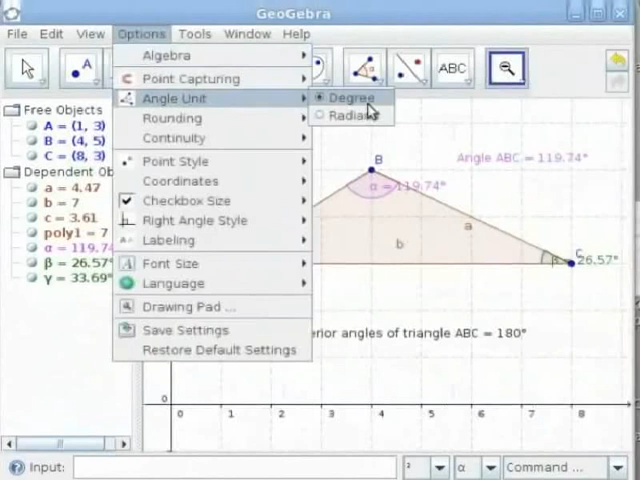 GeoGebra
File Edit View Options Tools Window Help
A
ABC
Algebra
Point Capturing
Angle Unit
Degree
Rounding
Continuity
Point Style
Coordinates
Checkbox Size
Right Angle Style
Labeling
Font Size
Language
Drawing Pad ...
Save Settings
Restore Default Settings
Free Objects
A = (1, 3)
B = (4, 5)
C = (8, 3)
Dependent Ob
a = 4.47
b = 7
c = 3.61
poly1 = 7
α = 119.74
β = 26.57°
γ = 33.69°
B
Angle ABC = 119.74°
α = 119.74°
a
b
C
26.57°
erior angles of triangle ABC = 180°
0 1 2 3 4 5 6 7 8
0
Input:
²
α
Command ...